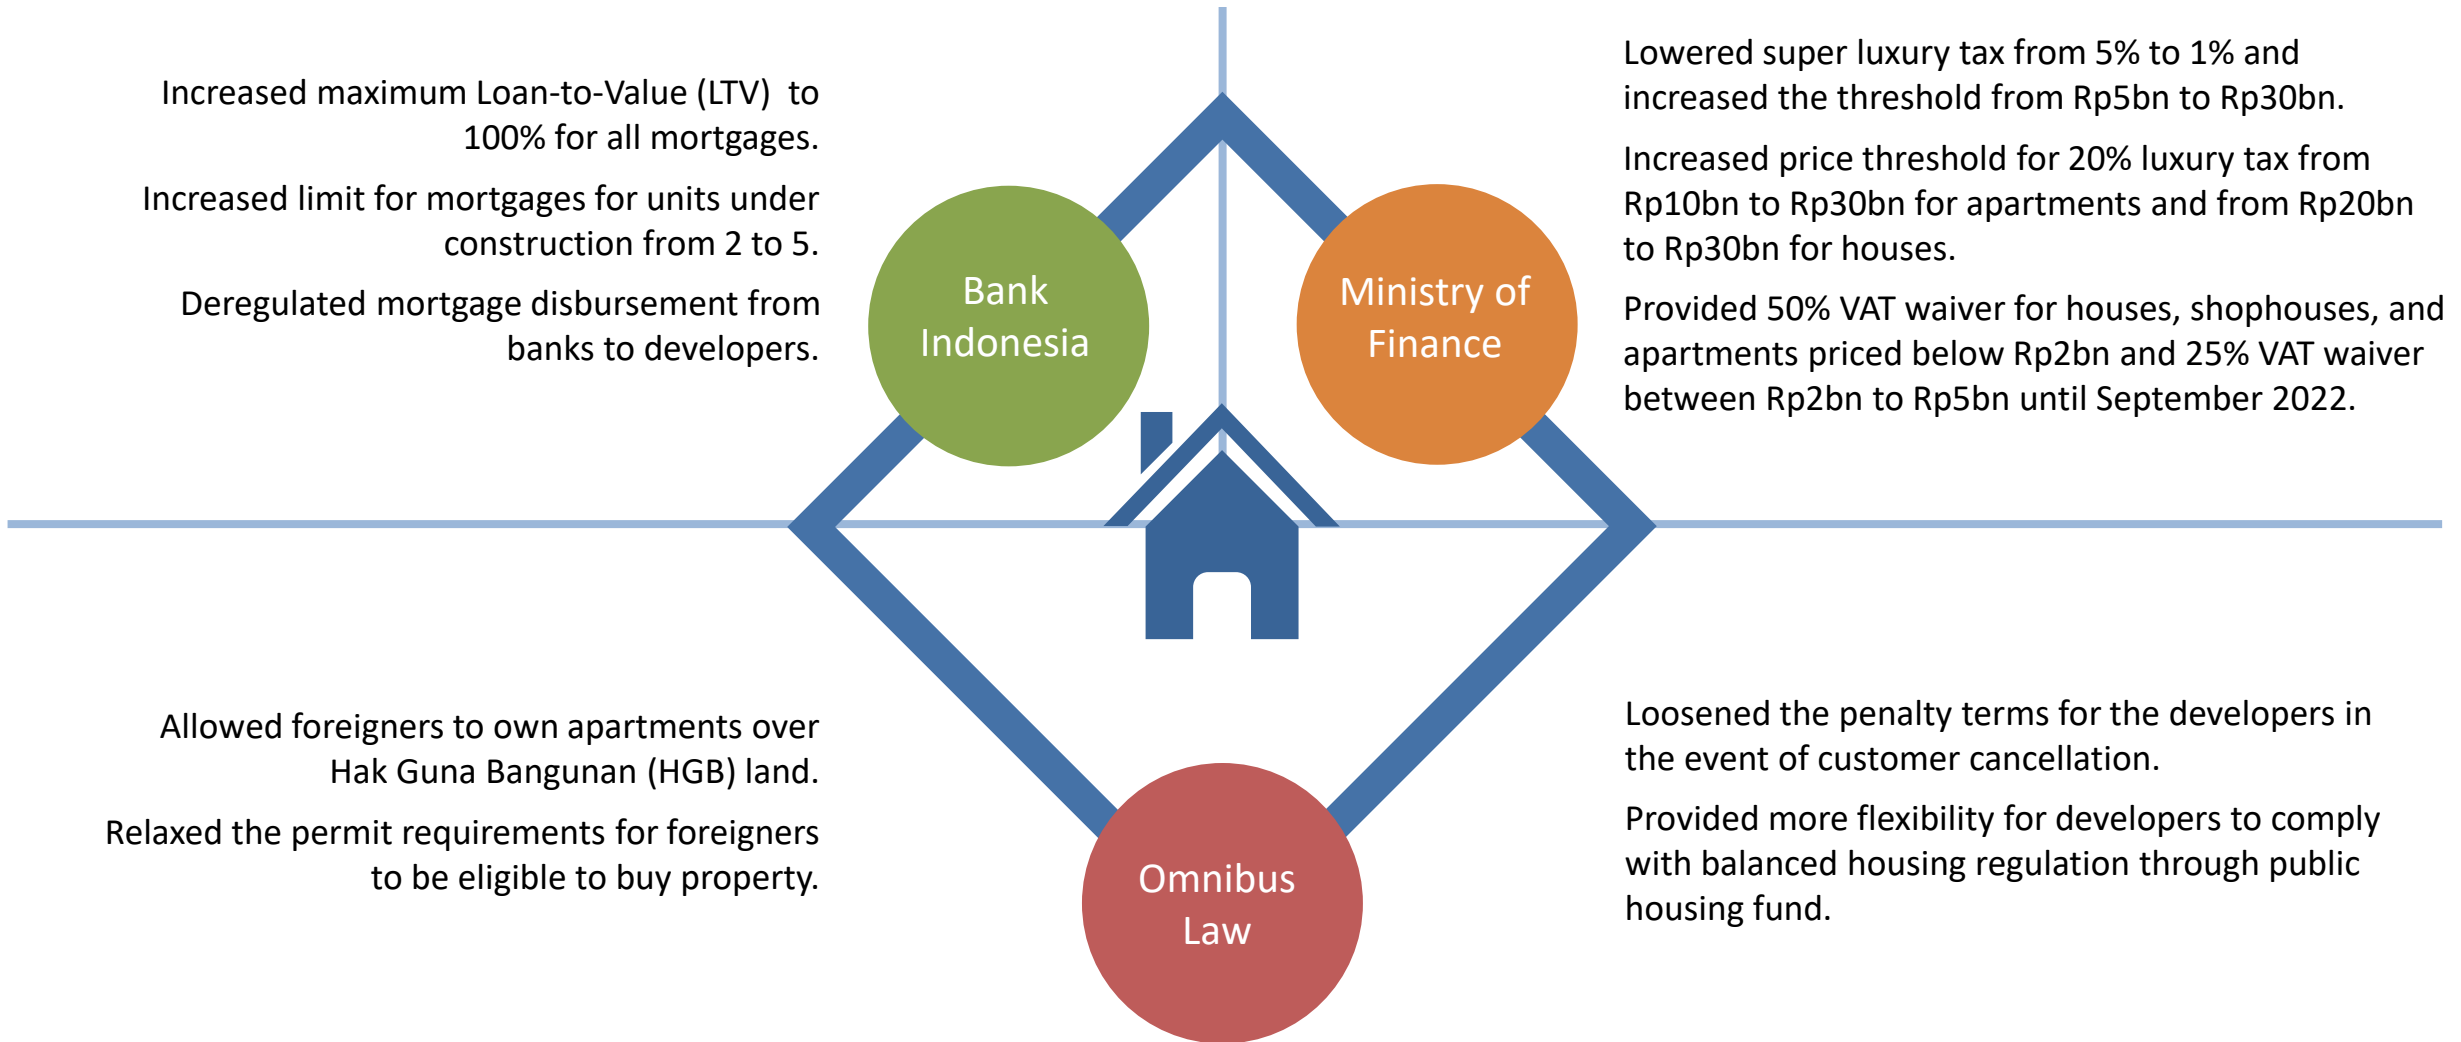 Increased maximum Loan-to-Value (LTV)  to
100% for all mortgages.
Increased limit for mortgages for units under
construction from 2 to 5.
Deregulated mortgage disbursement from
banks to developers.
Bank
Indonesia
Ministry of
Finance
Lowered super luxury tax from 5% to 1% and
increased the threshold from Rp5bn to Rp30bn.
Increased price threshold for 20% luxury tax from
Rp10bn to Rp30bn for apartments and from Rp20bn
to Rp30bn for houses.
Provided 50% VAT waiver for houses, shophouses, and
apartments priced below Rp2bn and 25% VAT waiver
between Rp2bn to Rp5bn until September 2022.
Allowed foreigners to own apartments over
Hak Guna Bangunan (HGB) land.
Relaxed the permit requirements for foreigners
to be eligible to buy property.
Omnibus
Law
Loosened the penalty terms for the developers in
the event of customer cancellation.
Provided more flexibility for developers to comply
with balanced housing regulation through public
housing fund.